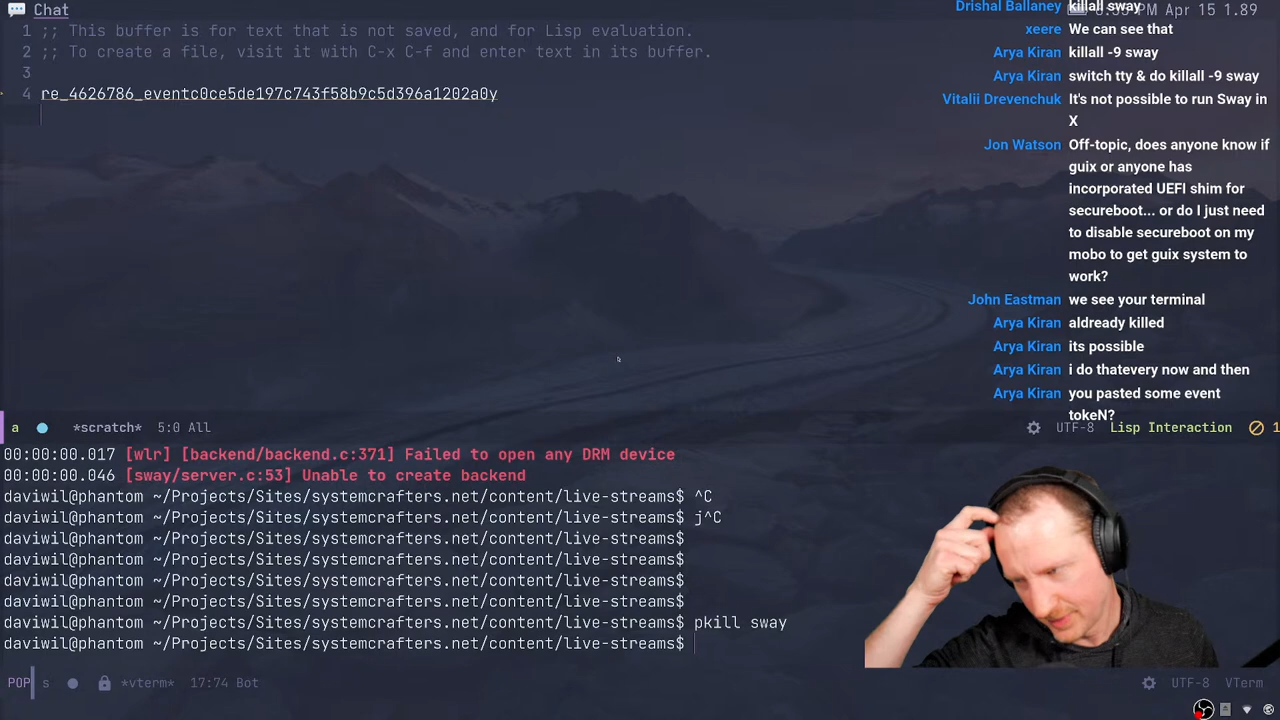 Chat
6:35 PM Apr 15 1.89
1 ;; This buffer is for text that is not saved, and for Lisp evaluation.
2 ;; To create a file, visit it with C-x C-f and enter text in its buffer.
3
4 re_4626786_eventc0ce5de197c743f58b9c5d396a1202a0y
Drishal Ballaney killall sway
xeere We can see that
Arya Kiran killall -9 sway
Arya Kiran switch tty & do killall -9 sway
Vitalii Drevenchuk It's not possible to run Sway in
X
Jon Watson Off-topic, does anyone know if
guix or anyone has
incorporated UEFI shim for
secureboot... or do I just need
to disable secureboot on my
mobo to get guix system to
work?
John Eastman we see your terminal
Arya Kiran aldready killed
Arya Kiran its possible
Arya Kiran i do thatevery now and then
Arya Kiran you pasted some event
tokeN?
a *scratch* 5:0 All UTF-8 Lisp Interaction 1
00:00:00.017 [wlr] [backend/backend.c:371] Failed to open any DRM device
00:00:00.046 [sway/server.c:53] Unable to create backend
daviwil@phantom ~/Projects/Sites/systemcrafters.net/content/live-streams$ ^C
daviwil@phantom ~/Projects/Sites/systemcrafters.net/content/live-streams$ j^C
daviwil@phantom ~/Projects/Sites/systemcrafters.net/content/live-streams$
daviwil@phantom ~/Projects/Sites/systemcrafters.net/content/live-streams$
daviwil@phantom ~/Projects/Sites/systemcrafters.net/content/live-streams$
daviwil@phantom ~/Projects/Sites/systemcrafters.net/content/live-streams$
daviwil@phantom ~/Projects/Sites/systemcrafters.net/content/live-streams$ pkill sway
daviwil@phantom ~/Projects/Sites/systemcrafters.net/content/live-streams$
POP s *vterm* 17:74 Bot UTF-8 VTerm